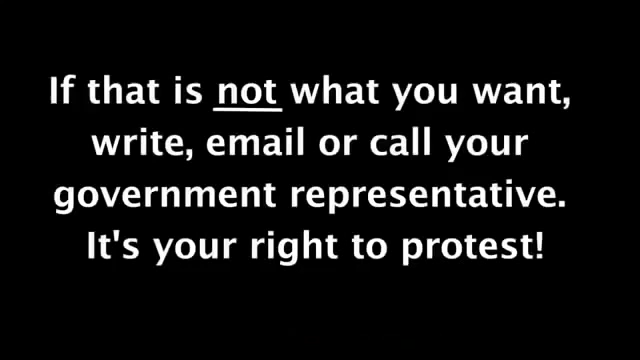 If that is not what you want,
write, email or call your
government representative.
It's your right to protest!